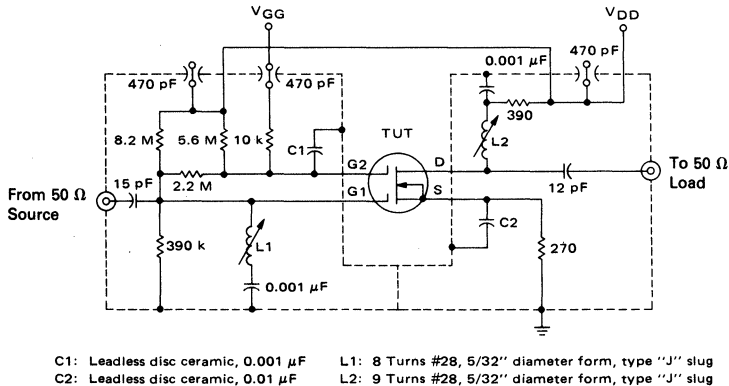 V_GG
V_DD
470 pF
470 pF
0.001 μF
470 pF
390
8.2 M
5.6 M
10 k
C1
TUT
L2
G2
D
To 50 Ω
Load
2.2 M
G1
S
12 pF
From 50 Ω
Source
15 pF
C2
390 k
L1
270
0.001 μF
C1: Leadless disc ceramic, 0.001 μF
L1: 8 Turns #28, 5/32'' diameter form, type "J" slug
C2: Leadless disc ceramic, 0.01 μF
L2: 9 Turns #28, 5/32'' diameter form, type "J" slug